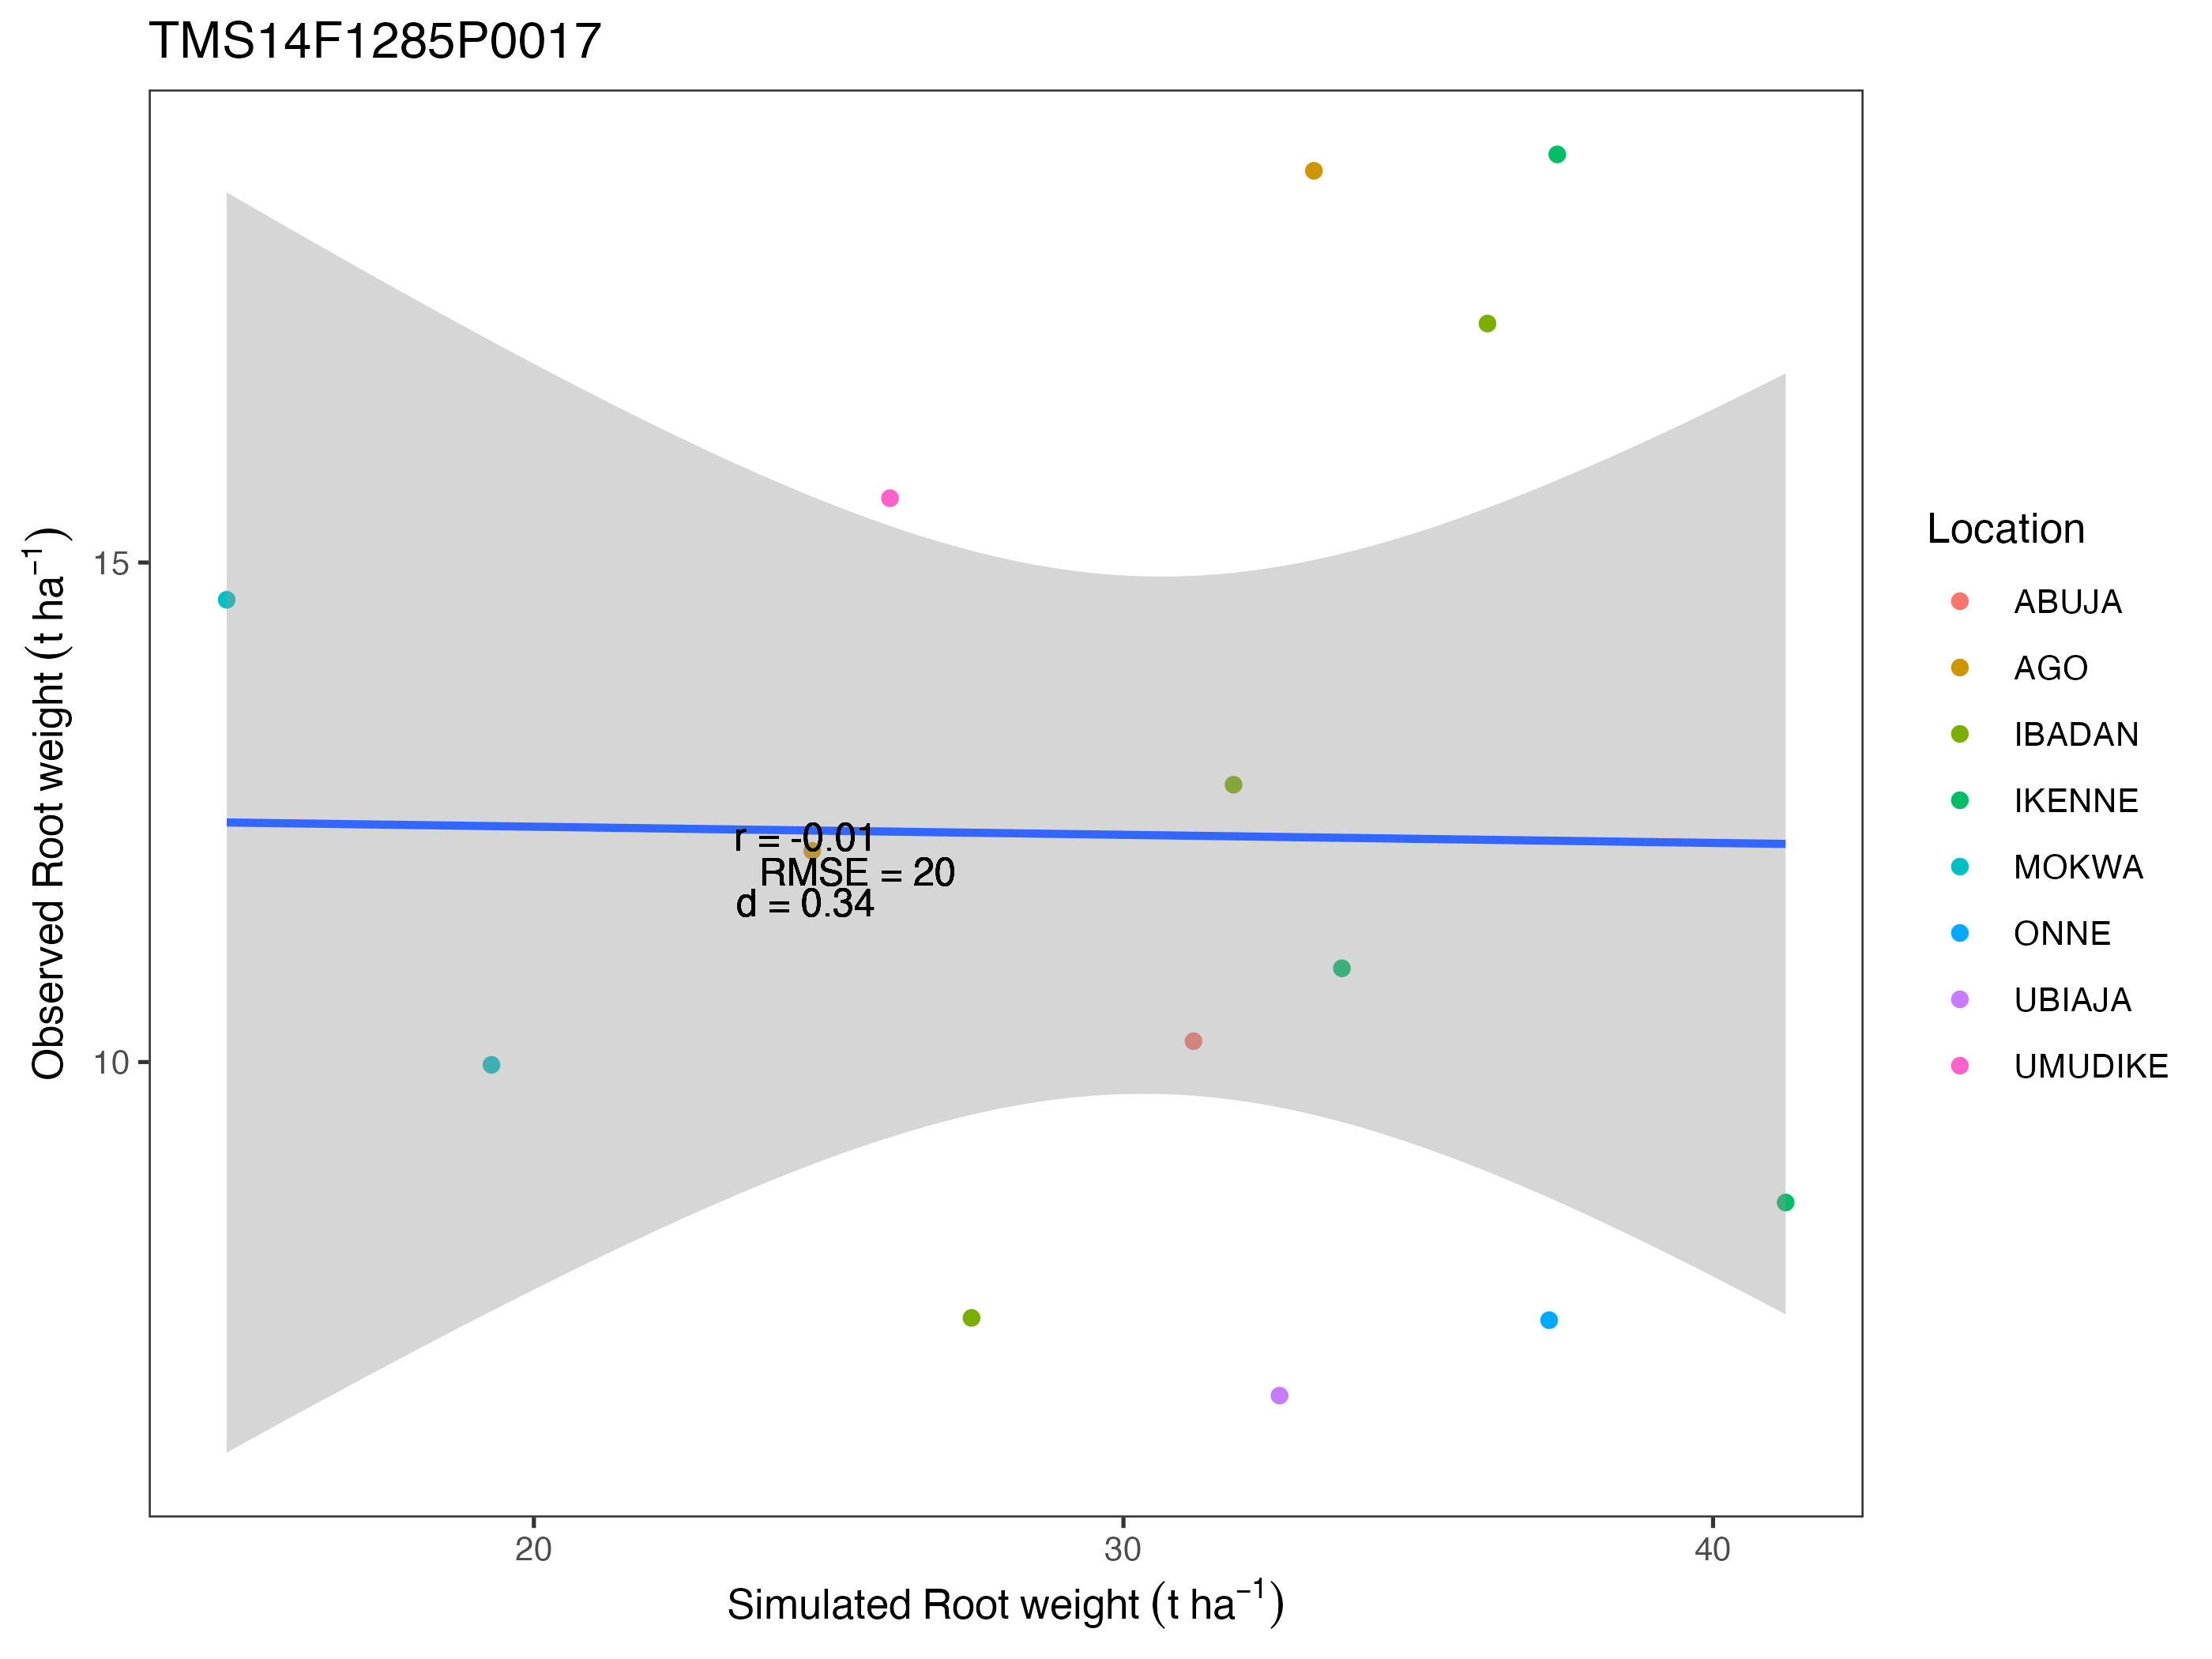 TMS14F1285P0017
Observed Root weight (t ha⁻¹)
15
10
r = -0.01
RMSE = 20
d = 0.34
20
30
40
Simulated Root weight (t ha⁻¹)
Location
ABUJA
AGO
IBADAN
IKENNE
MOKWA
ONNE
UBIAJA
UMUDIKE